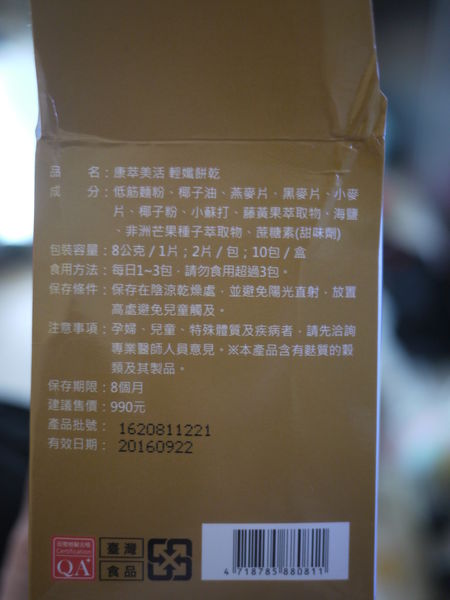 品　　名：康萃美活 輕孅餅乾
成　　分：低筋麵粉、椰子油、燕麥片、黑麥片、小麥
片、椰子粉、小蘇打、藤黃果萃取物、海鹽
、非洲芒果種子萃取物、蔗糖素(甜味劑)
包裝容量：8公克/1片；2片/包；10包/盒
食用方法：每日1~3包，請勿食用超過3包。
保存條件：保存在陰涼乾燥處，並避免陽光直射，放置
高處避免兒童觸及。
注意事項：孕婦、兒童、特殊體質及疾病者，請先洽詢
專業醫師人員意見。※本產品含有麩質的穀
類及其製品。
保存期限：8個月
建議售價：990元
產品批號：1620811221
有效日期：20160922
Certification
QA+
臺灣
食品
4 718785 880811